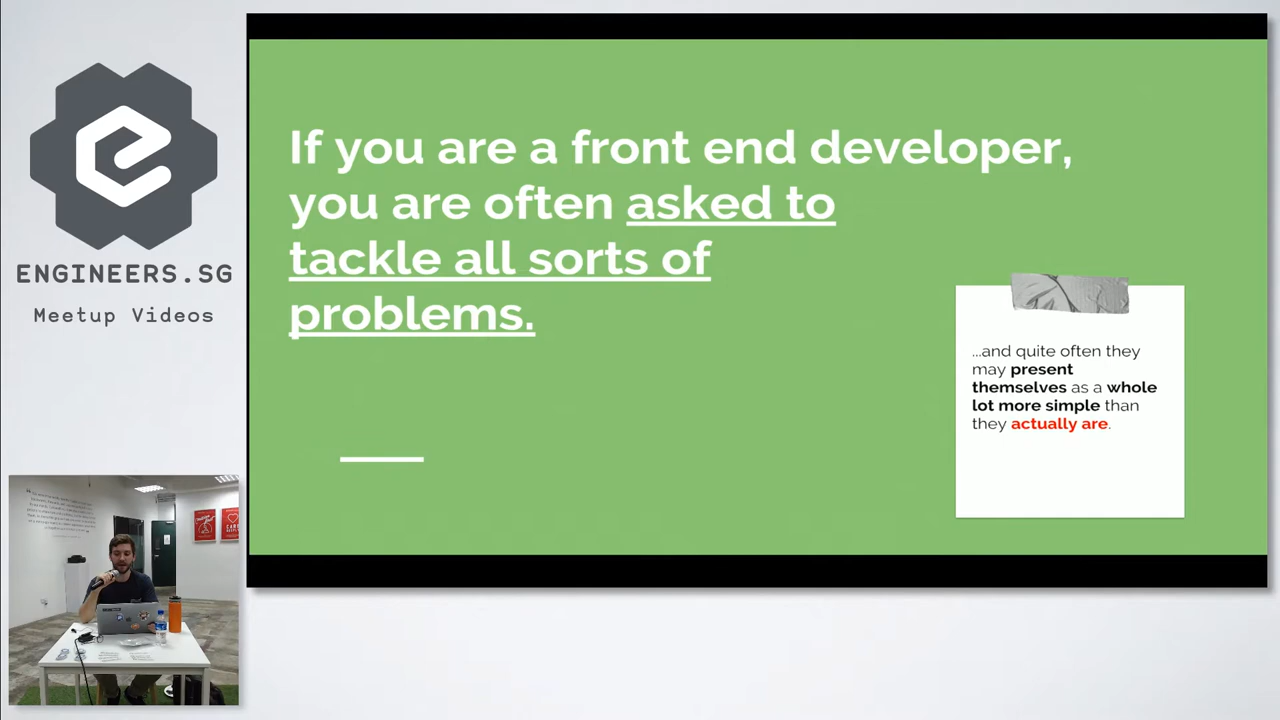 ENGINEERS.SG
Meetup Videos
If you are a front end developer,
you are often asked to
tackle all sorts of
problems.
...and quite often they
may present
themselves as a whole
lot more simple than
they actually are.